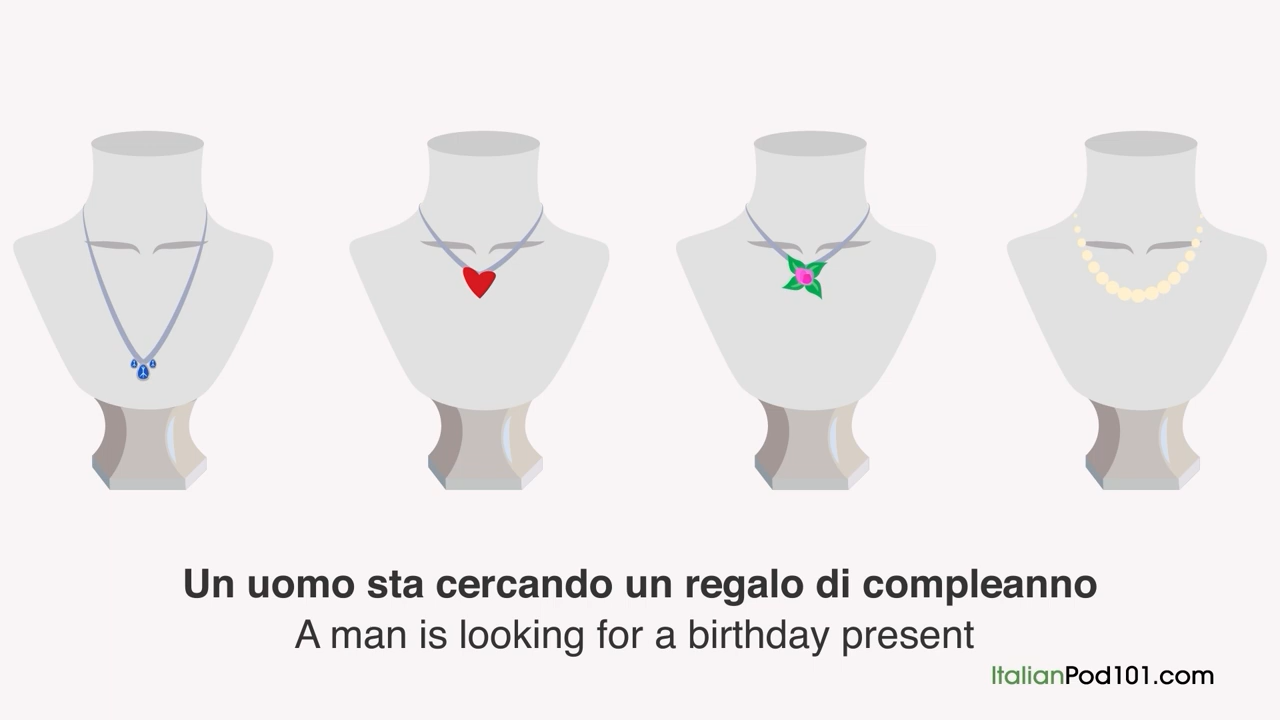 Un uomo sta cercando un regalo di compleanno
A man is looking for a birthday present
ItalianPod101.com